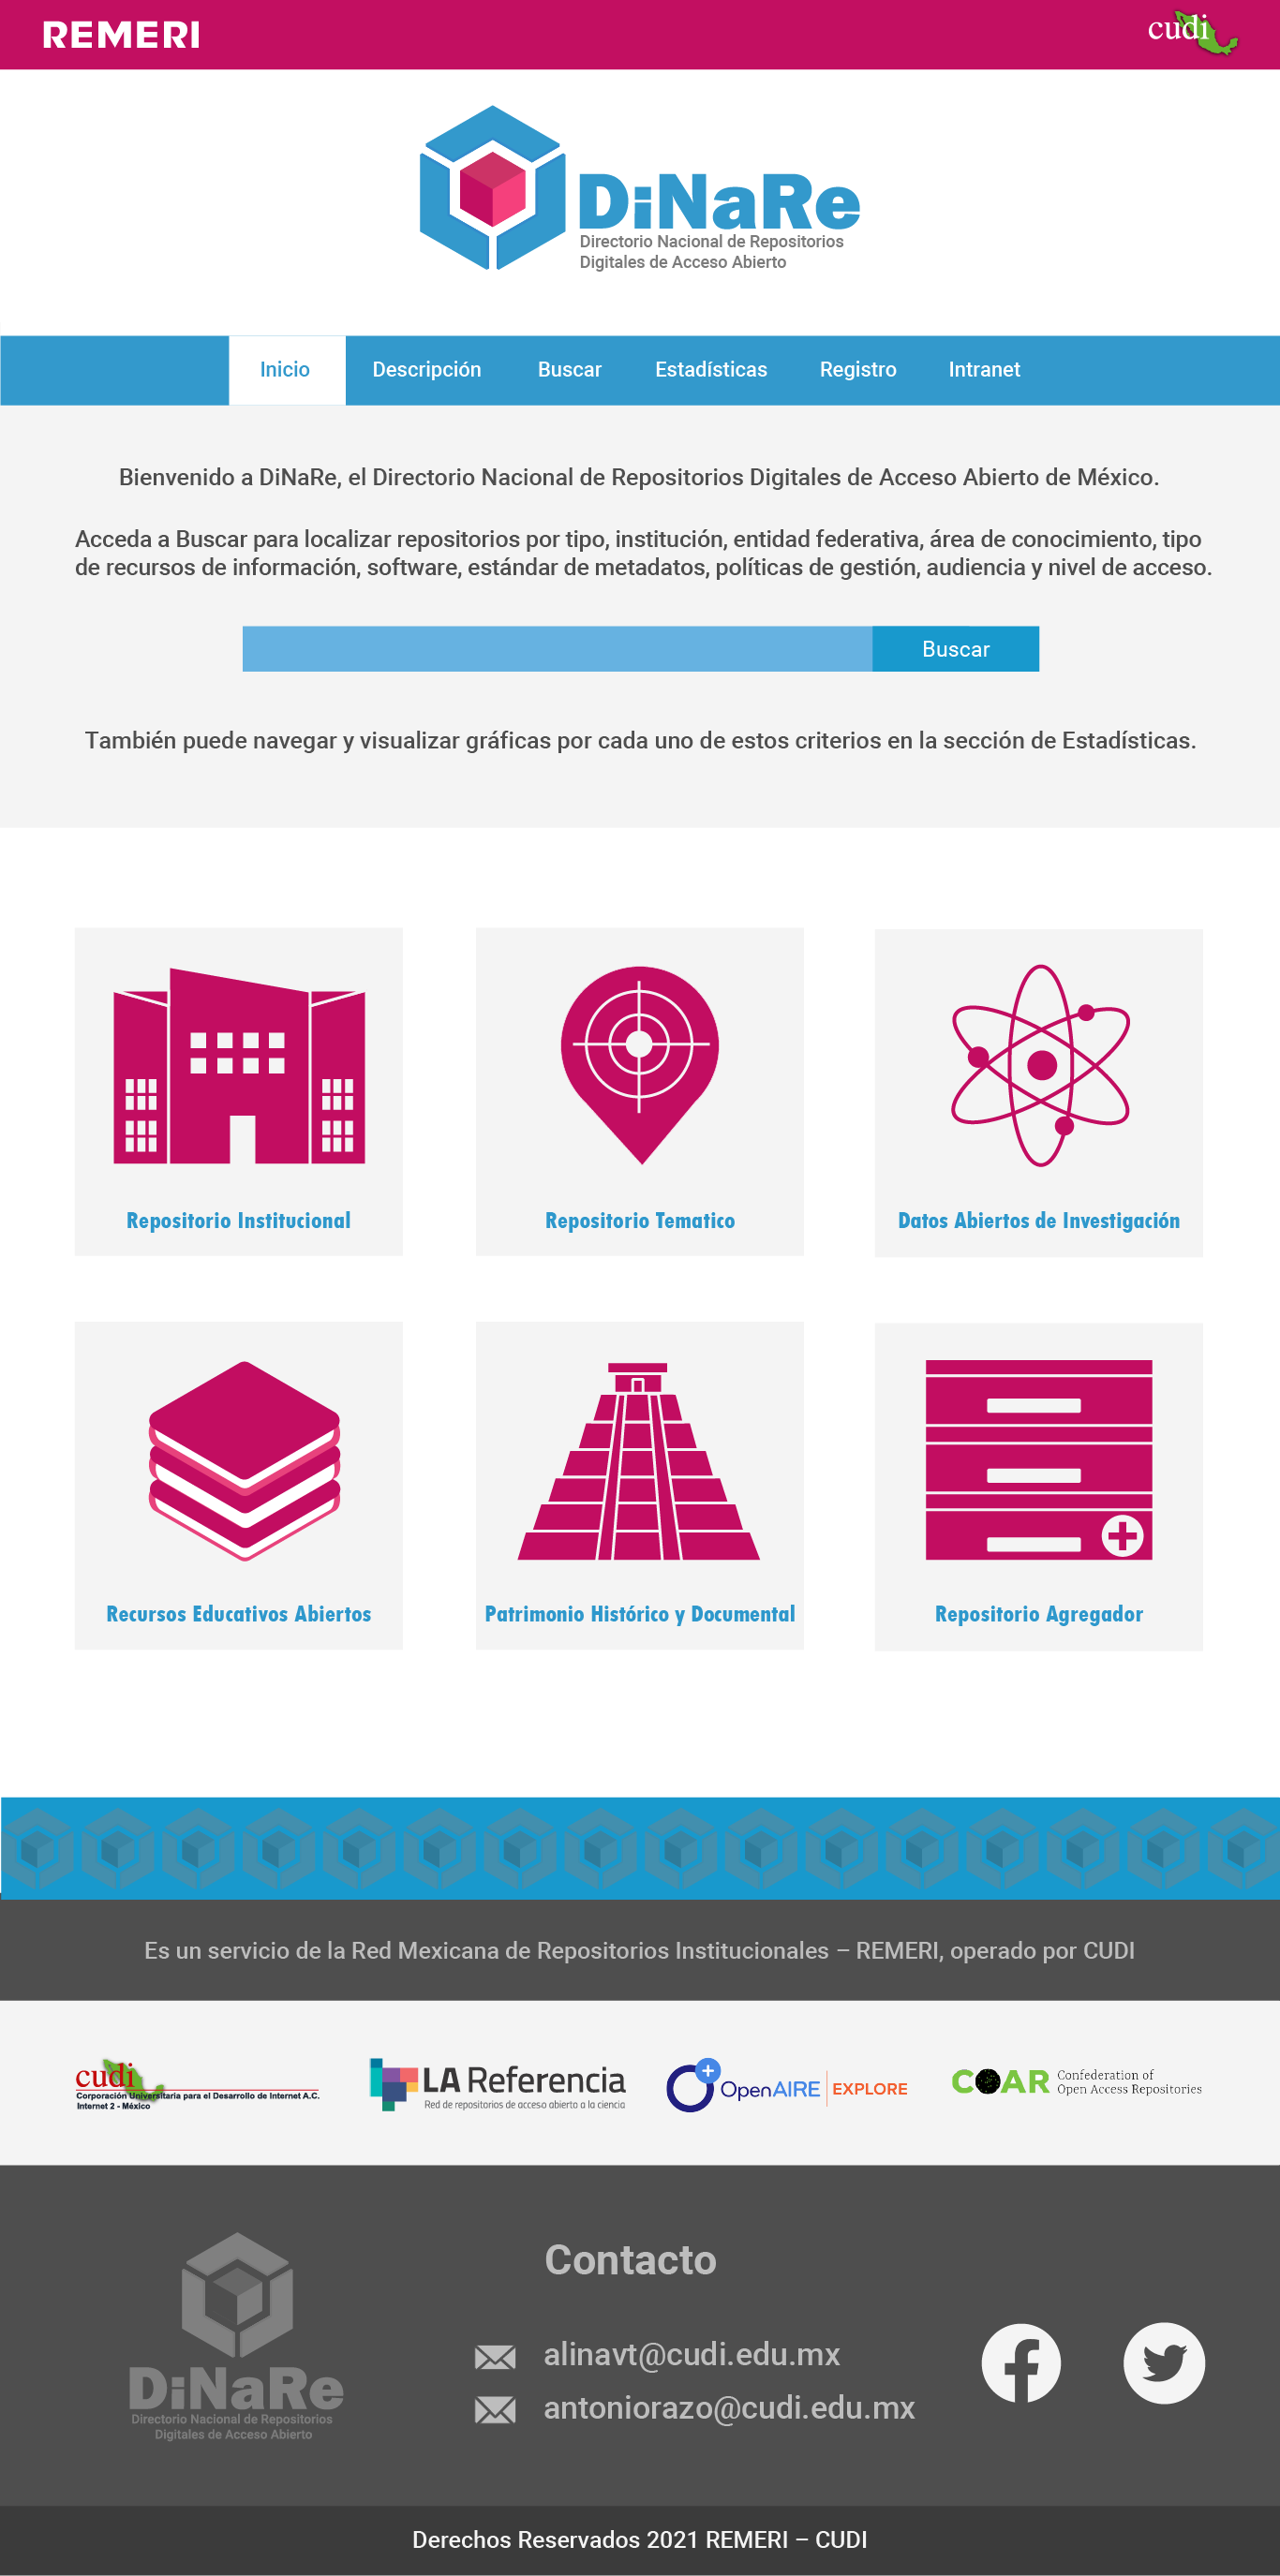 REMERI
cudi
DiNaRe
Directorio Nacional de Repositorios
Digitales de Acceso Abierto
Inicio
Descripción
Buscar
Estadísticas
Registro
Intranet
Bienvenido a DiNaRe, el Directorio Nacional de Repositorios Digitales de Acceso Abierto de México.
Acceda a Buscar para localizar repositorios por tipo, institución, entidad federativa, área de conocimiento, tipo
de recursos de información, software, estándar de metadatos, políticas de gestión, audiencia y nivel de acceso.
Buscar
También puede navegar y visualizar gráficas por cada uno de estos criterios en la sección de Estadísticas.
Repositorio Institucional
Repositorio Tematico
Datos Abiertos de Investigación
Recursos Educativos Abiertos
Patrimonio Histórico y Documental
Repositorio Agregador
Es un servicio de la Red Mexicana de Repositorios Institucionales – REMERI, operado por CUDI
cudi
Corporación Universitaria para el Desarrollo de Internet A.C.
Internet 2 - México
LA Referencia
Red de repositorios de acceso abierto a la ciencia
OpenAIRE EXPLORE
COAR
Confederation of
Open Access Repositories
DiNaRe
Directorio Nacional de Repositorios
Digitales de Acceso Abierto
Contacto
alinavt@cudi.edu.mx
antoniorazo@cudi.edu.mx
Derechos Reservados 2021 REMERI – CUDI